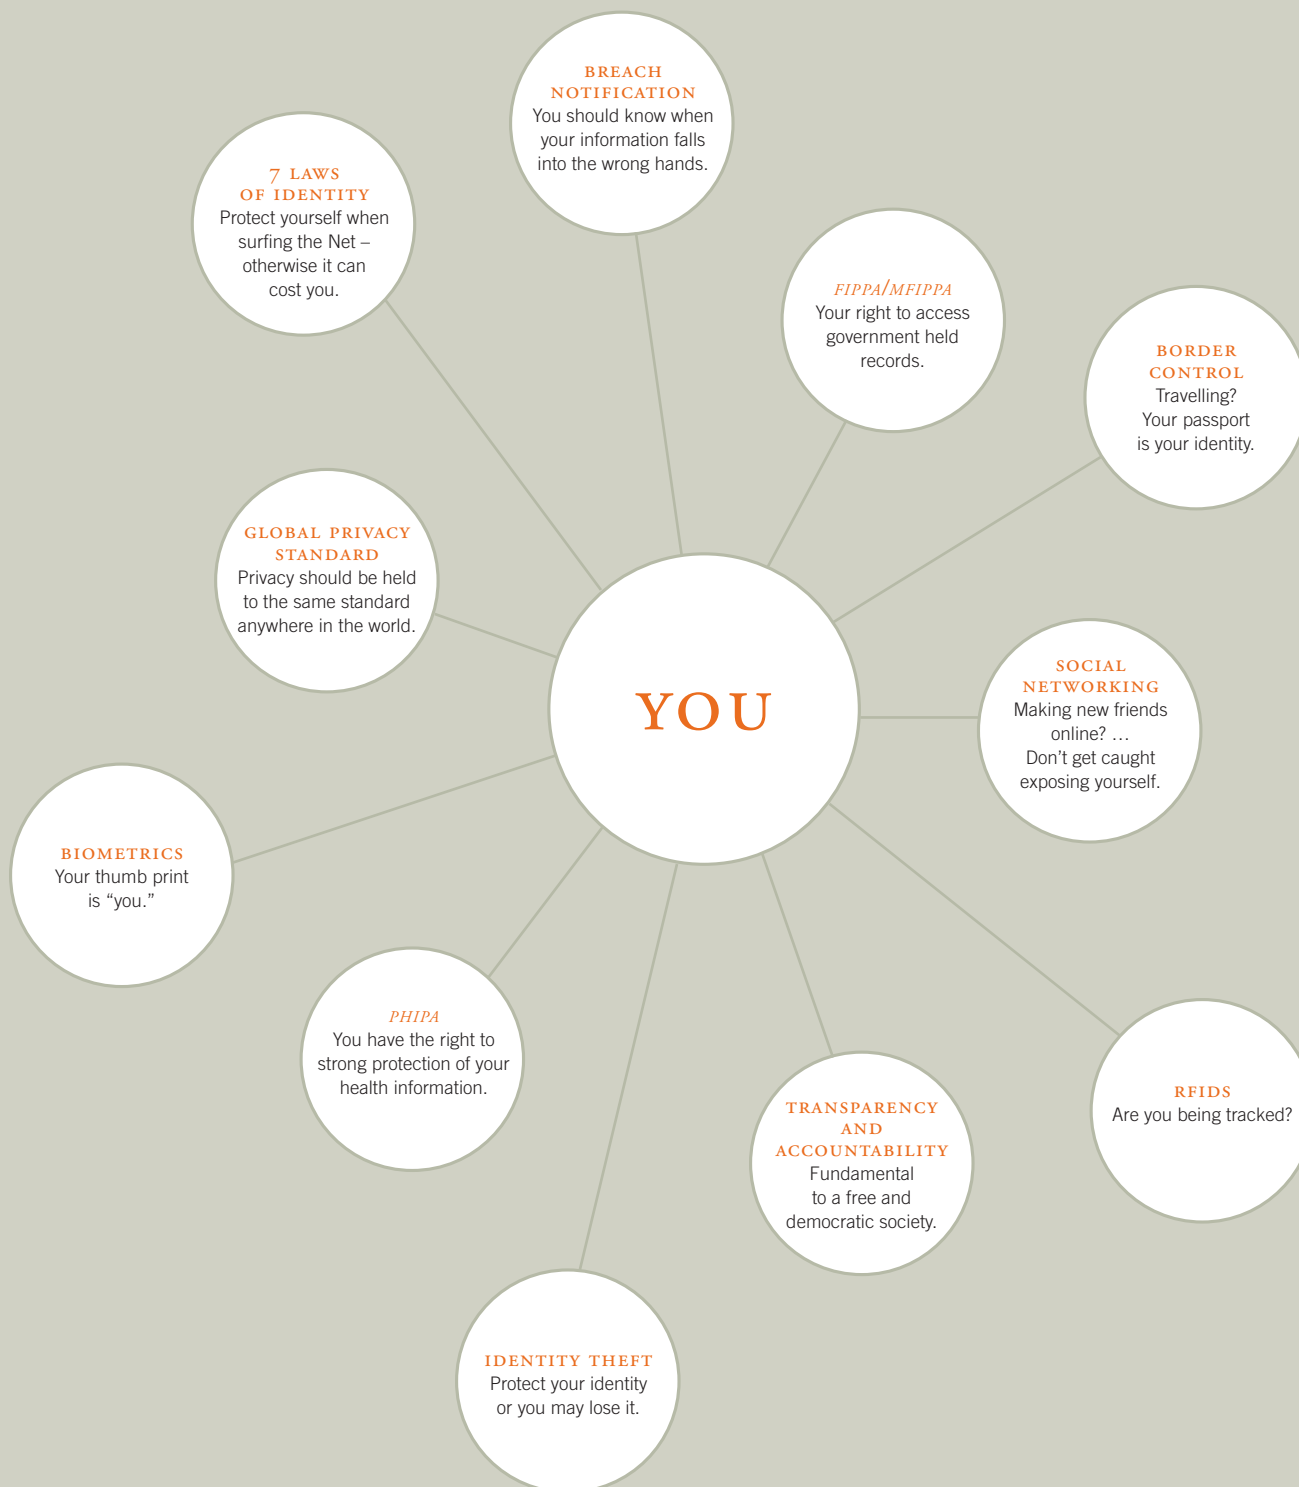 BREACH
NOTIFICATION
You should know when
your information falls
into the wrong hands.
7 LAWS
OF IDENTITY
Protect yourself when
surfing the Net –
otherwise it can
cost you.
FIPPA/MFIPPA
Your right to access
government held
records.
BORDER
CONTROL
Travelling?
Your passport
is your identity.
GLOBAL PRIVACY
STANDARD
Privacy should be held
to the same standard
anywhere in the world.
YOU
SOCIAL
NETWORKING
Making new friends
online? …
Don’t get caught
exposing yourself.
BIOMETRICS
Your thumb print
is “you.”
PHIPA
You have the right to
strong protection of your
health information.
TRANSPARENCY
AND
ACCOUNTABILITY
Fundamental
to a free and
democratic society.
RFIDS
Are you being tracked?
IDENTITY THEFT
Protect your identity
or you may lose it.